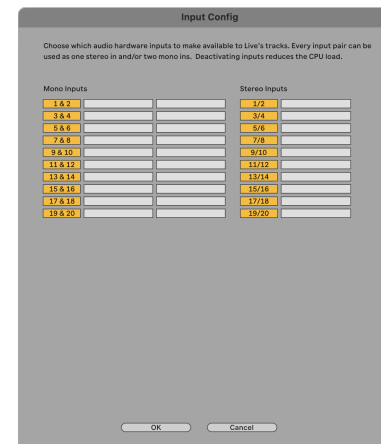 Input Config
Choose which audio hardware inputs to make available to Live's tracks. Every input pair can be
used as one stereo in and/or two mono ins. Deactivating inputs reduces the CPU load.
Mono Inputs Stereo Inputs
1 & 2 1/2
3 & 4 3/4
5 & 6 5/6
7 & 8 7/8
9 & 10 9/10
11 & 12 11/12
13 & 14 13/14
15 & 16 15/16
17 & 18 17/18
19 & 20 19/20
OK Cancel